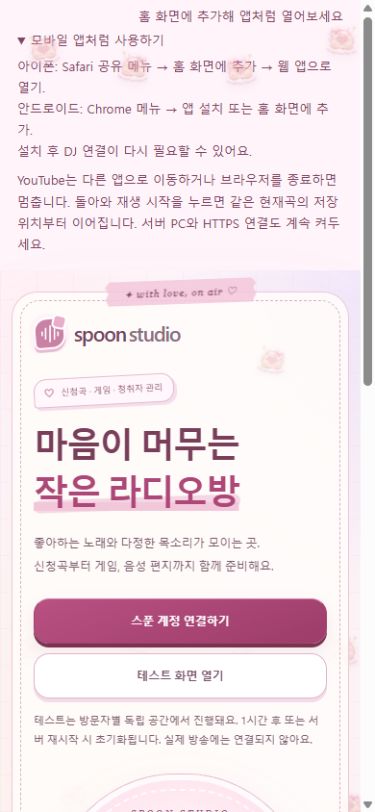 홈 화면에 추가해 앱처럼 열어보세요
▼ 모바일 앱처럼 사용하기
아이폰: Safari 공유 메뉴 → 홈 화면에 추가 → 웹 앱으로
열기.
안드로이드: Chrome 메뉴 → 앱 설치 또는 홈 화면에 추
가.
설치 후 DJ 연결이 다시 필요할 수 있어요.
YouTube는 다른 앱으로 이동하거나 브라우저를 종료하면
멈춥니다. 돌아와 재생 시작을 누르면 같은 현재곡의 저장
위치부터 이어집니다. 서버 PC와 HTTPS 연결도 계속 켜두
세요.
✦ with love, on air ♡
spoon studio
♡ 신청곡 · 게임 · 청취자 관리
마음이 머무는
작은 라디오방
좋아하는 노래와 다정한 목소리가 모이는 곳.
신청곡부터 게임, 음성 편지까지 함께 준비해요.
스푼 계정 연결하기
테스트 화면 열기
테스트는 방문자별 독립 공간에서 진행돼요. 1시간 후 또는 서
버 재시작 시 초기화됩니다. 실제 방송에는 연결되지 않아요.
SPOON STUDIO